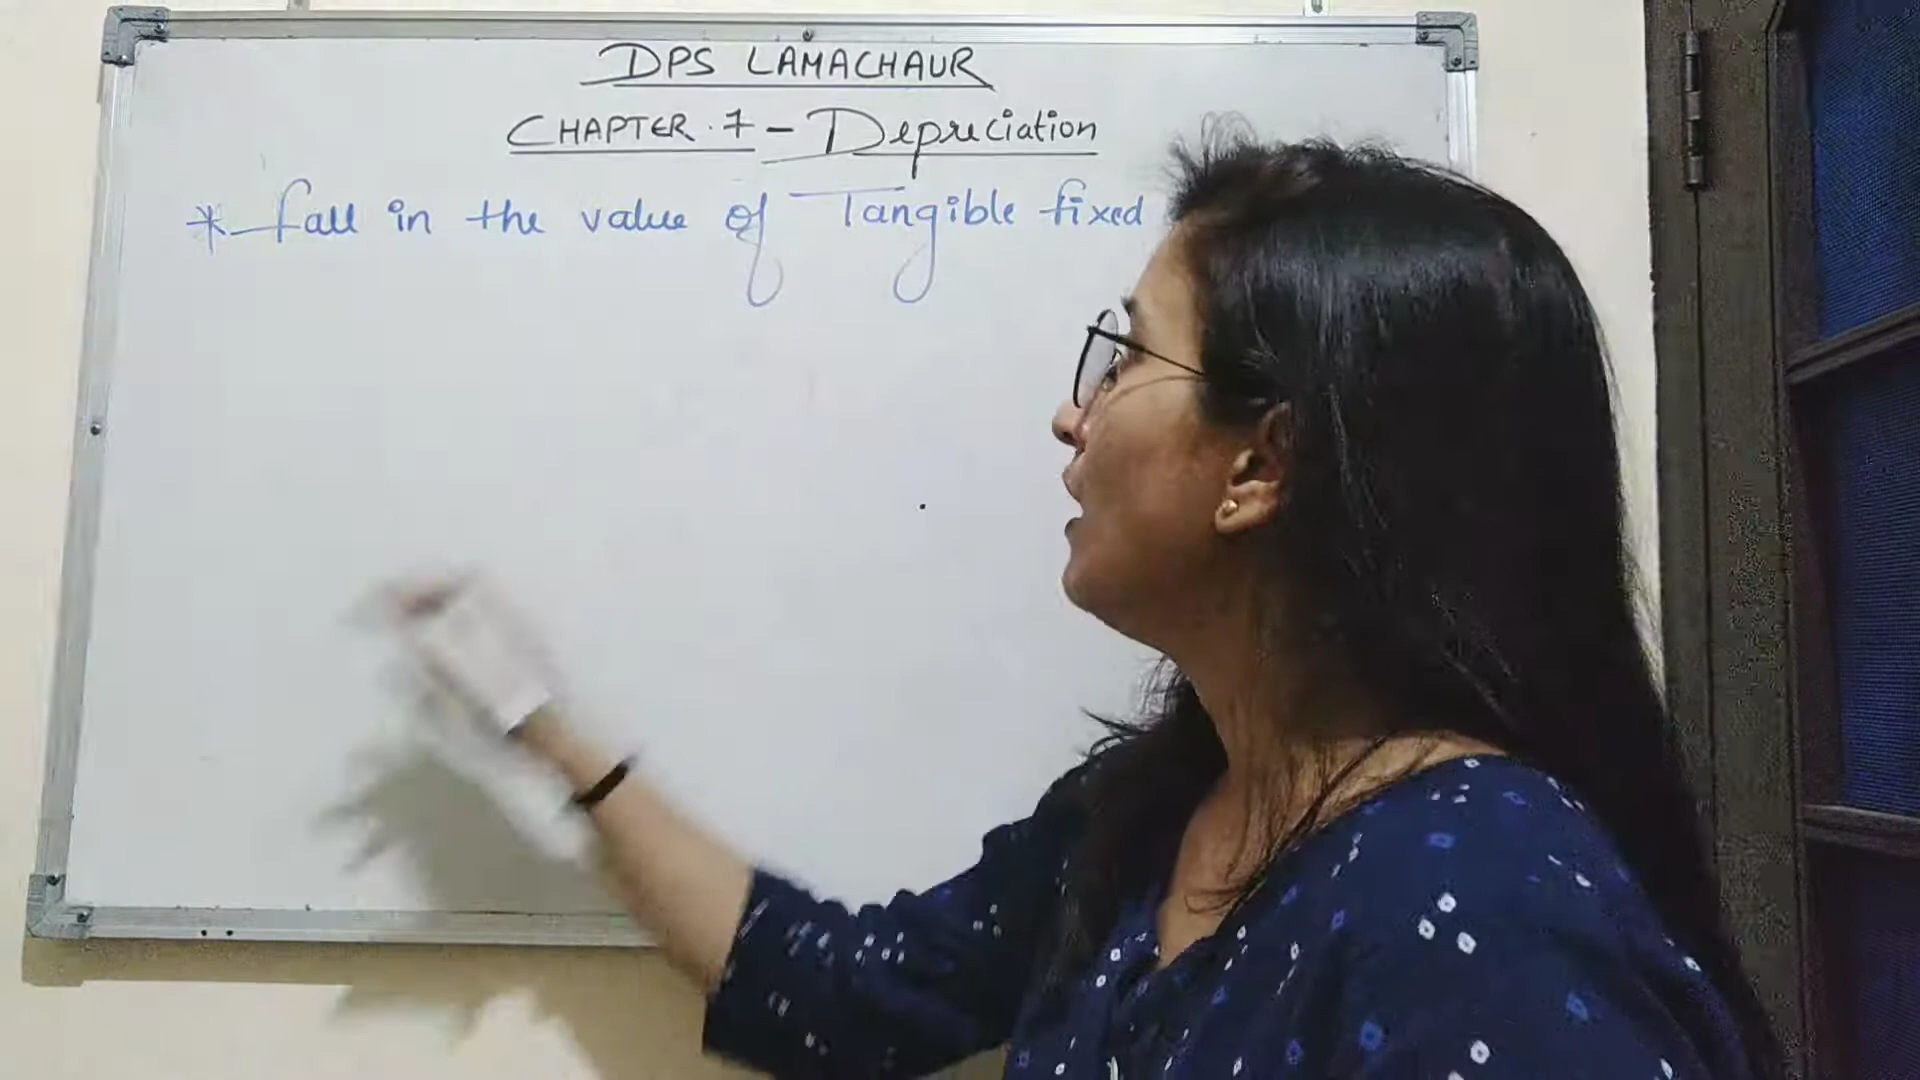 DPS LAMACHAUR
CHAPTER.7 - Depreciation
* fall in the value of Tangible fixed